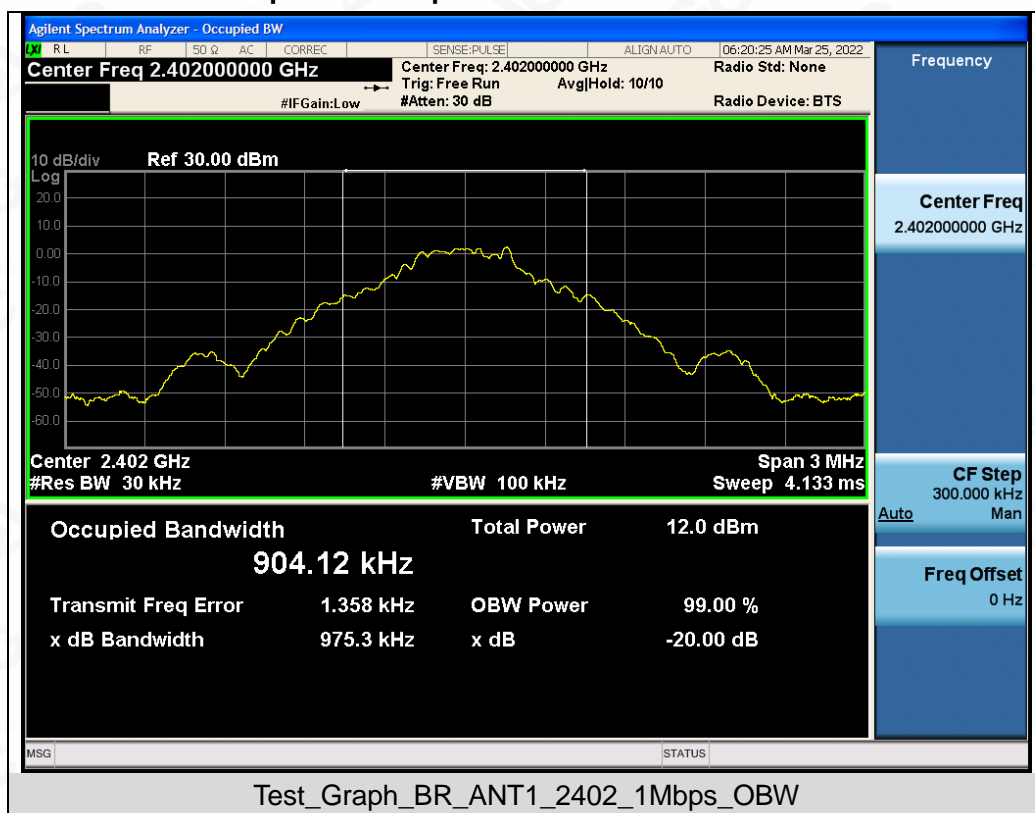 Agilent Spectrum Analyzer - Occupied BW
LXI RL RF 50 Ω AC CORREC SENSE:PULSE ALIGN AUTO 06:20:25 AM Mar 25, 2022
Center Freq 2.402000000 GHz
Center Freq: 2.402000000 GHz
Radio Std: None
Trig: Free Run Avg|Hold: 10/10
#IFGain:Low #Atten: 30 dB Radio Device: BTS
10 dB/div Ref 30.00 dBm
Log
20.0
10.0
0.00
-10.0
-20.0
-30.0
-40.0
-50.0
-60.0
Center 2.402 GHz Span 3 MHz
#Res BW 30 kHz #VBW 100 kHz Sweep 4.133 ms
Occupied Bandwidth Total Power 12.0 dBm
904.12 kHz
Transmit Freq Error 1.358 kHz OBW Power 99.00 %
x dB Bandwidth 975.3 kHz x dB -20.00 dB
MSG STATUS
Frequency
Center Freq
2.402000000 GHz
CF Step
300.000 kHz
Auto Man
Freq Offset
0 Hz
Test_Graph_BR_ANT1_2402_1Mbps_OBW